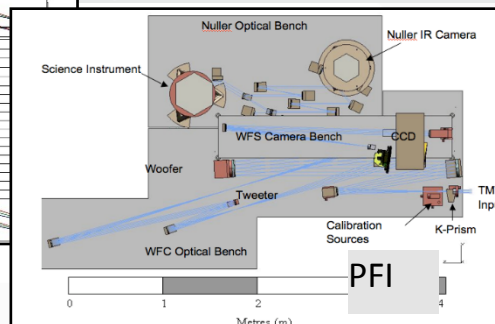 Nuller Optical Bench
Nuller IR Camera
Science Instrument
WFS Camera Bench
CCD
Woofer
Tweeter
TM
Inp
Calibration
Sources
K-Prism
WFC Optical Bench
PFI
0
1
2
4
Metres (m)